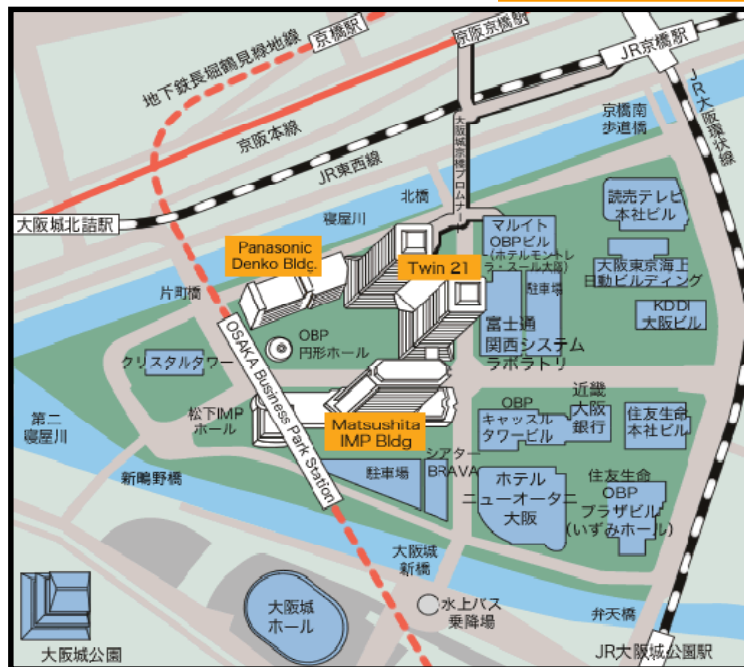 京橋駅
京阪京橋駅
JR京橋駅
地下鉄長堀鶴見緑地線
京阪本線
JR東西線
大阪城京橋プロムナード
京橋南
歩道橋
JR大阪環状線
北橋
寝屋川
大阪城北詰駅
読売テレビ
本社ビル
マルイト
OBPビル
(ホテルモントレ
ラ・スール大阪)
Panasonic
Denko Bldg.
Twin 21
大阪東京海上
日動ビルディング
駐車場
片町橋
KDDI
大阪ビル
富士通
関西システム
ラボラトリ
OBP
円形ホール
クリスタルタワー
OSAKA Business Park Station
松下IMP
ホール
第二
寝屋川
Matsushita
IMP Bldg
OBP
キャッスル
タワービル
近畿
大阪
銀行
住友生命
本社ビル
シアター
BRAVA
駐車場
新鴫野橋
ホテル
ニューオータニ
大阪
住友生命
OBP
プラザビル
(いずみホール)
大阪城
新橋
大阪城
ホール
水上バス
乗降場
弁天橋
大阪城公園
JR大阪城公園駅